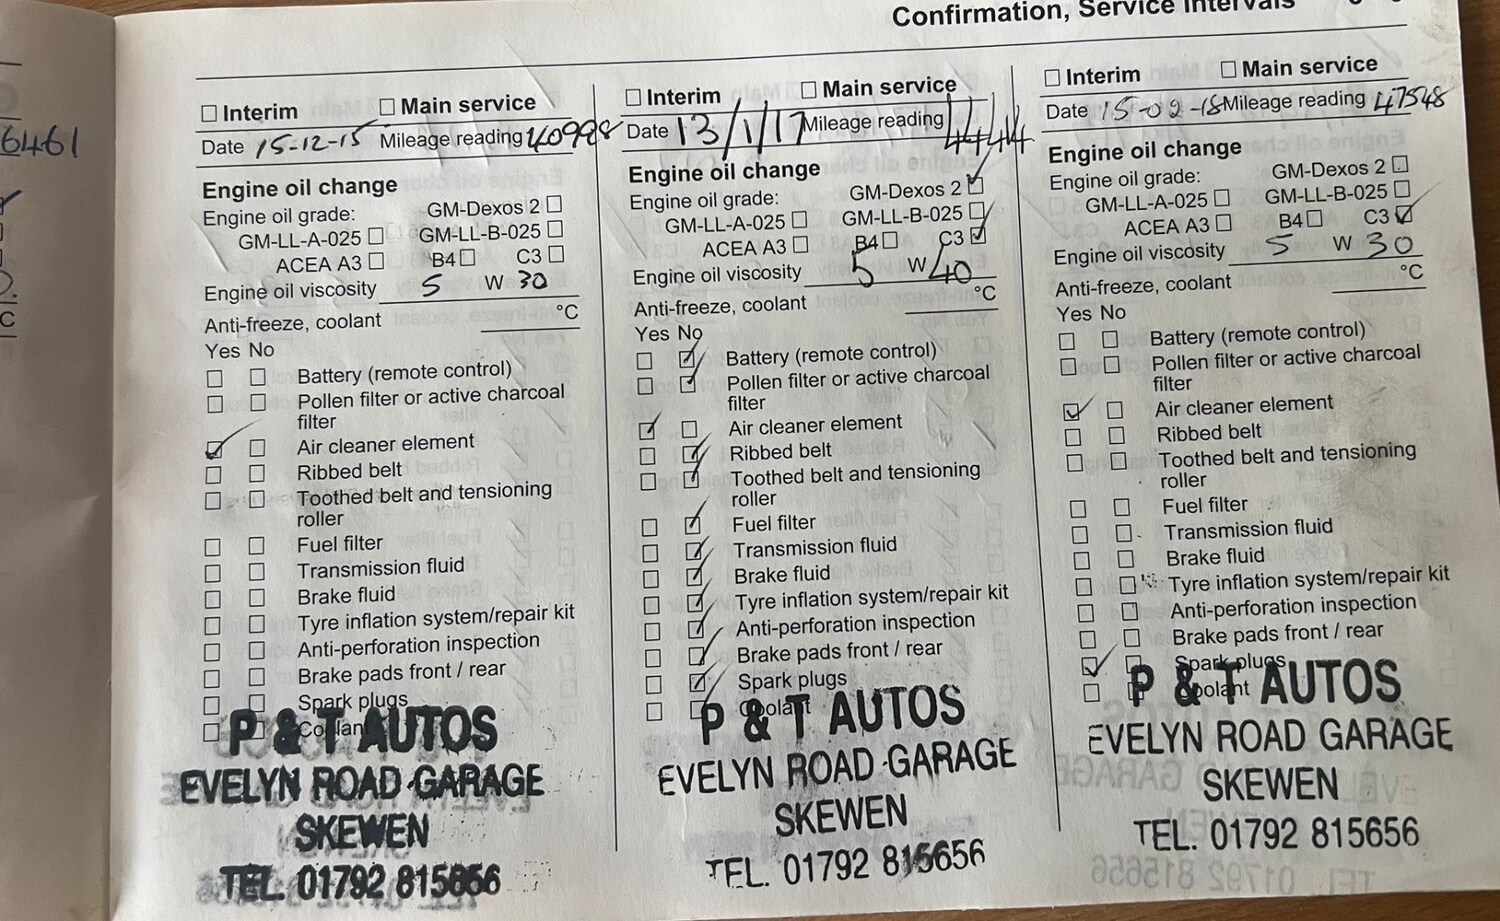 Confirmation, Service Intervals
6461
C
Interim Main service
Date 15-12-15 Mileage reading 40998
Engine oil change
Engine oil grade: GM-Dexos 2
GM-LL-A-025 GM-LL-B-025
ACEA A3 B4 C3
Engine oil viscosity 5 W 30
Anti-freeze, coolant °C
Yes No
Battery (remote control)
Pollen filter or active charcoal
filter
Air cleaner element
Ribbed belt
Toothed belt and tensioning
roller
Fuel filter
Transmission fluid
Brake fluid
Tyre inflation system/repair kit
Anti-perforation inspection
Brake pads front / rear
Spark plugs
Coolant
P & T AUTOS
EVELYN ROAD GARAGE
SKEWEN
TEL. 01792 815656
Interim Main service
Date 13/1/17 Mileage reading 44414
Engine oil change
Engine oil grade: GM-Dexos 2
GM-LL-A-025 GM-LL-B-025
ACEA A3 B4 C3
Engine oil viscosity 5 W 40
Anti-freeze, coolant °C
Yes No
Battery (remote control)
Pollen filter or active charcoal
filter
Air cleaner element
Ribbed belt
Toothed belt and tensioning
roller
Fuel filter
Transmission fluid
Brake fluid
Tyre inflation system/repair kit
Anti-perforation inspection
Brake pads front / rear
Spark plugs
Coolant
P & T AUTOS
EVELYN ROAD GARAGE
SKEWEN
TEL. 01792 815656
Interim Main service
Date 15-02-18 Mileage reading 47548
Engine oil change
Engine oil grade: GM-Dexos 2
GM-LL-A-025 GM-LL-B-025
ACEA A3 B4 C3
Engine oil viscosity 5 W 30
Anti-freeze, coolant °C
Yes No
Battery (remote control)
Pollen filter or active charcoal
filter
Air cleaner element
Ribbed belt
Toothed belt and tensioning
roller
Fuel filter
Transmission fluid
Brake fluid
Tyre inflation system/repair kit
Anti-perforation inspection
Brake pads front / rear
Spark plugs
Coolant
P & T AUTOS
EVELYN ROAD GARAGE
SKEWEN
TEL. 01792 815656